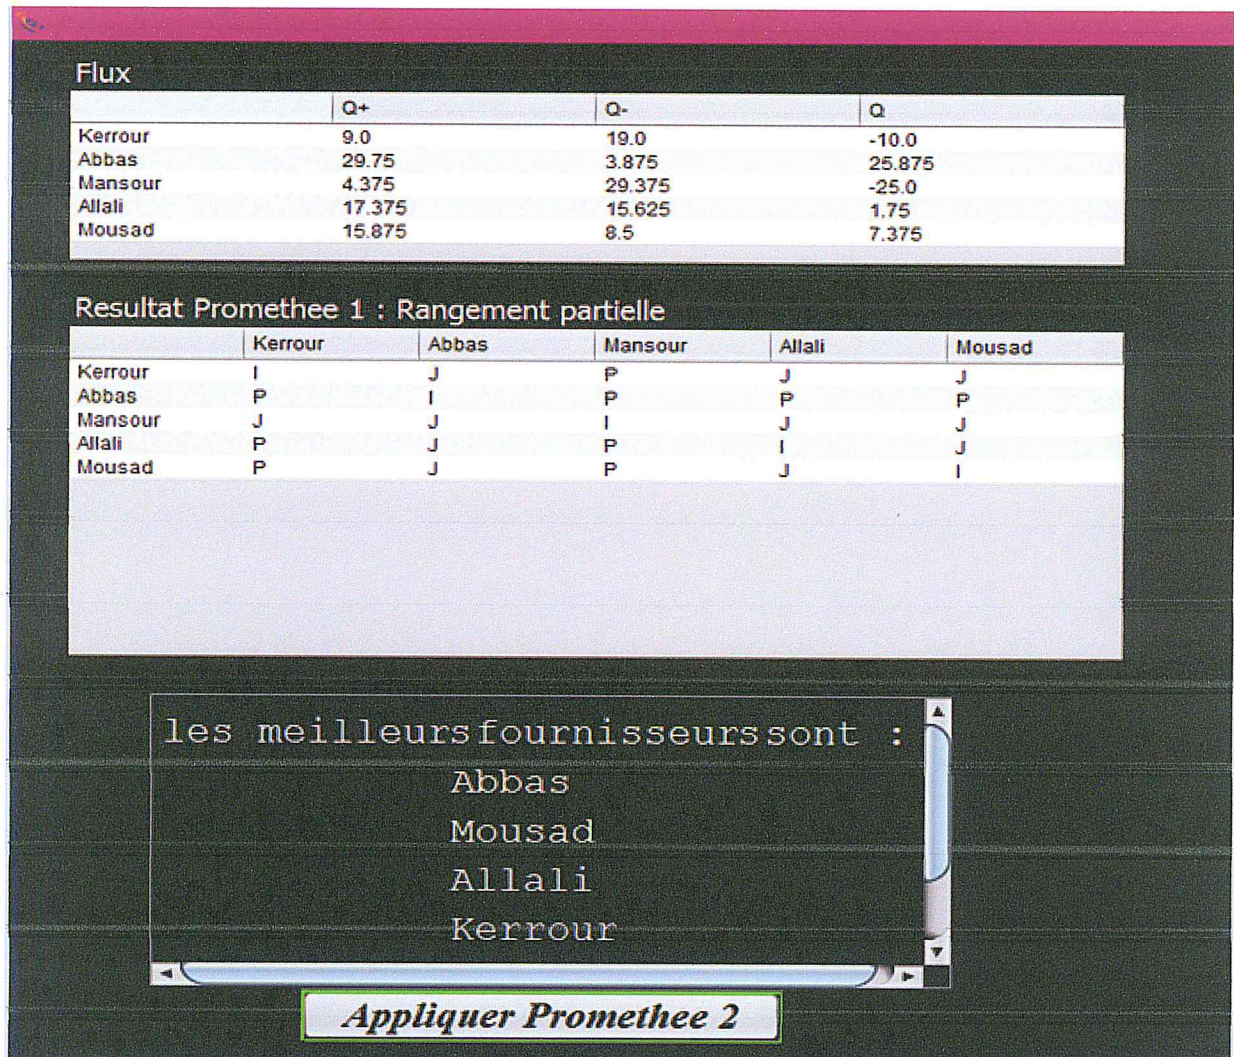 Flux
Q+ Q- Q
Kerrour 9.0 19.0 -10.0
Abbas 29.75 3.875 25.875
Mansour 4.375 29.375 -25.0
Allali 17.375 15.625 1.75
Mousad 15.875 8.5 7.375
Resultat Promethee 1 : Rangement partielle
Kerrour Abbas Mansour Allali Mousad
Kerrour I J P J J
Abbas P I P P P
Mansour J J I J J
Allali P J P I J
Mousad P J P J I
les meilleurs fournisseurs sont :
Abbas
Mousad
Allali
Kerrour
Appliquer Promethee 2